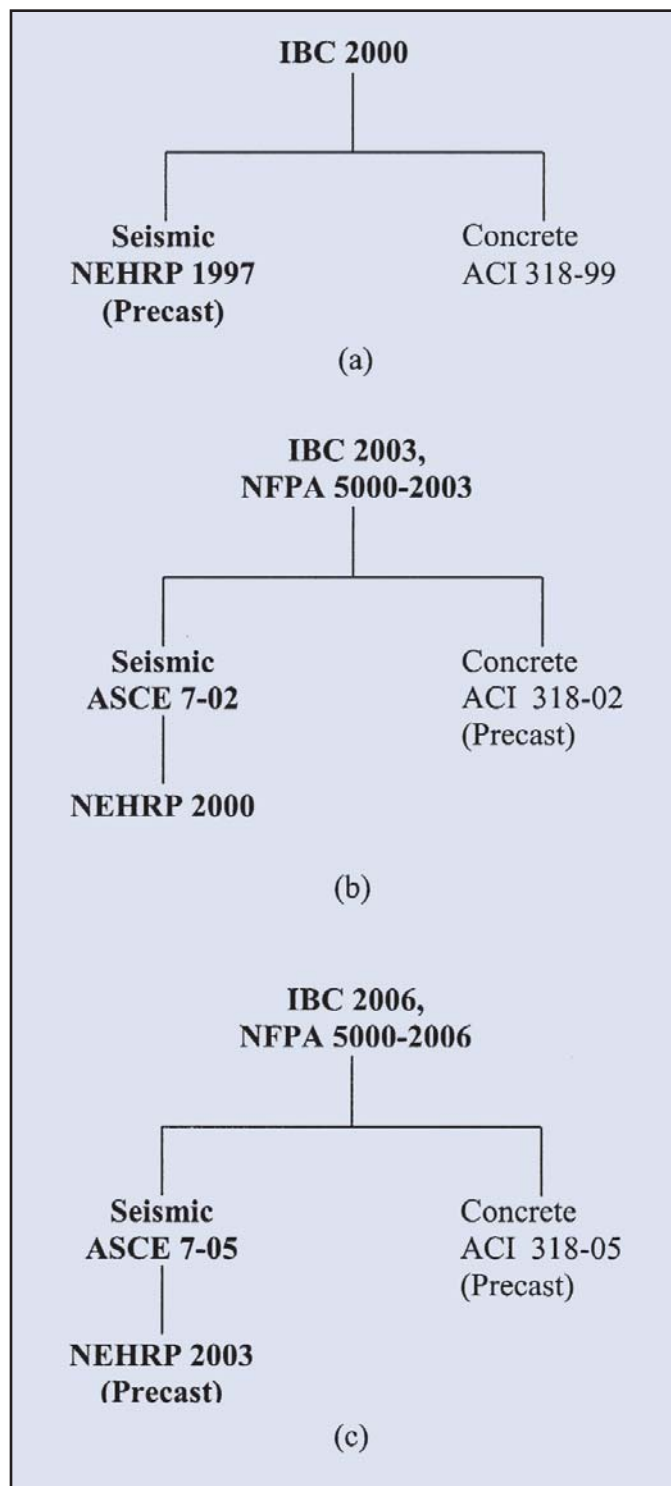 IBC 2000
Seismic
NEHRP 1997
(Precast)
Concrete
ACI 318-99
(a)
IBC 2003,
NFPA 5000-2003
Seismic
ASCE 7-02
NEHRP 2000
Concrete
ACI 318-02
(Precast)
(b)
IBC 2006,
NFPA 5000-2006
Seismic
ASCE 7-05
NEHRP 2003
(Precast)
Concrete
ACI 318-05
(Precast)
(c)